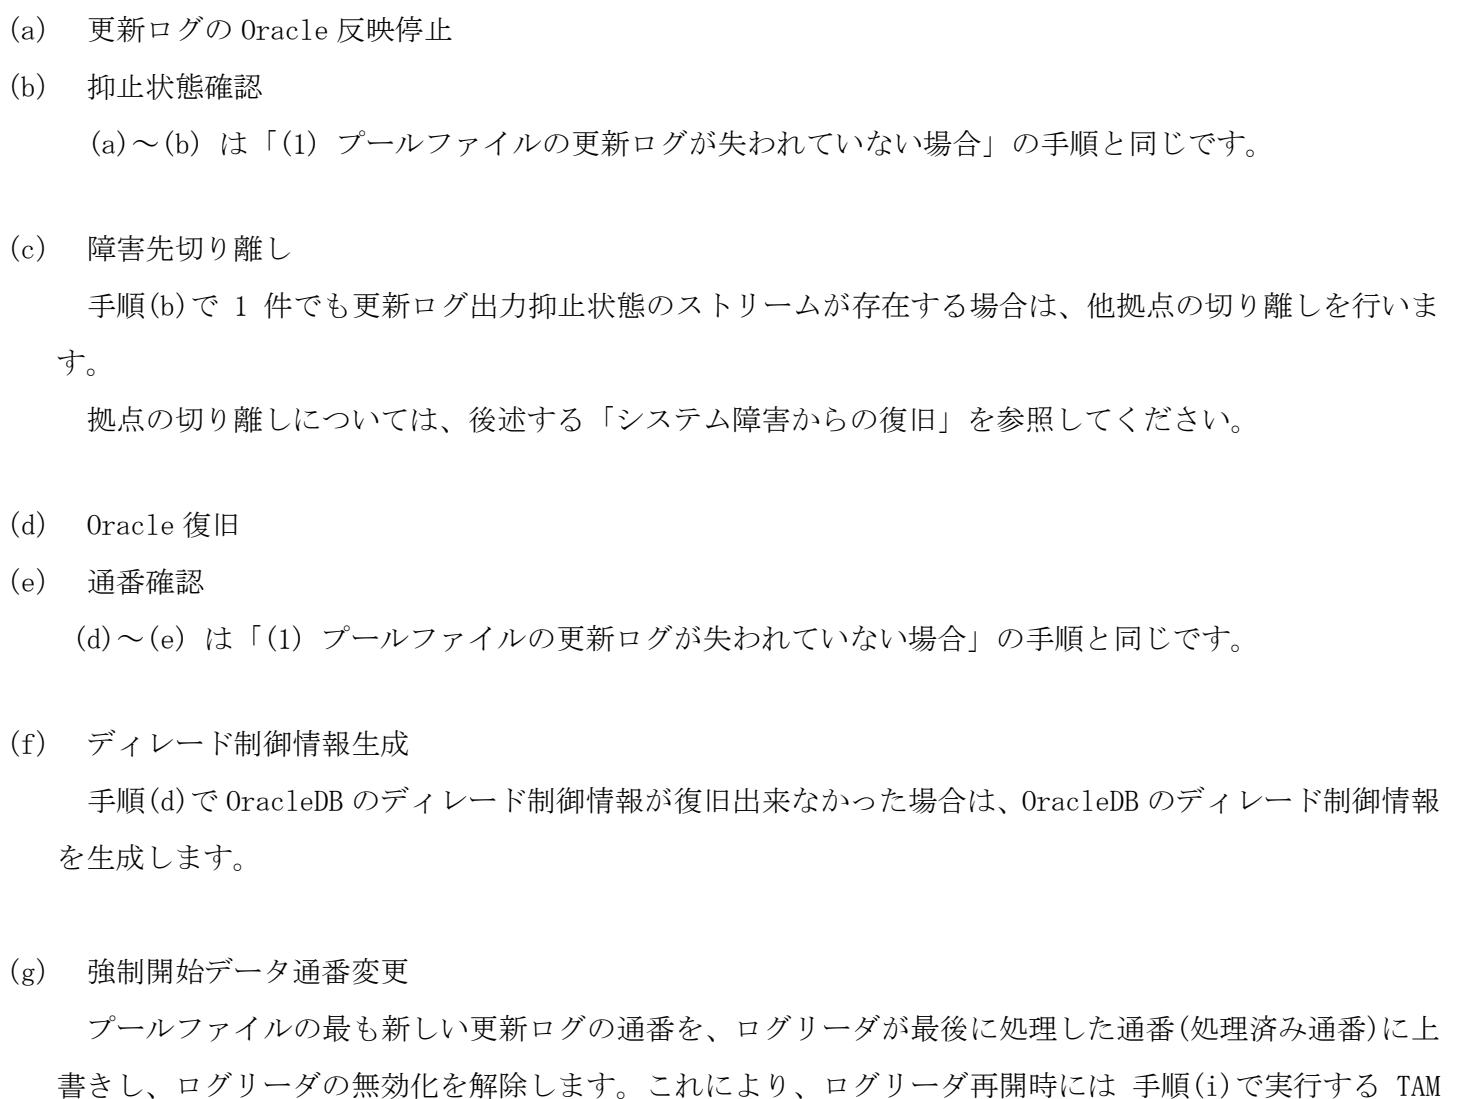 (a)　更新ログの Oracle 反映停止
(b)　抑止状態確認
(a)～(b) は「(1) プールファイルの更新ログが失われていない場合」の手順と同じです。
(c)　障害先切り離し
手順(b)で 1 件でも更新ログ出力抑止状態のストリームが存在する場合は、他拠点の切り離しを行いま
す。
拠点の切り離しについては、後述する「システム障害からの復旧」を参照してください。
(d)　Oracle 復旧
(e)　通番確認
(d)～(e) は「(1) プールファイルの更新ログが失われていない場合」の手順と同じです。
(f)　ディレード制御情報生成
手順(d)で OracleDB のディレード制御情報が復旧出来なかった場合は、OracleDB のディレード制御情報
を生成します。
(g)　強制開始データ通番変更
プールファイルの最も新しい更新ログの通番を、ログリーダが最後に処理した通番(処理済み通番)に上
書きし、ログリーダの無効化を解除します。これにより、ログリーダ再開時には 手順(i)で実行する TAM